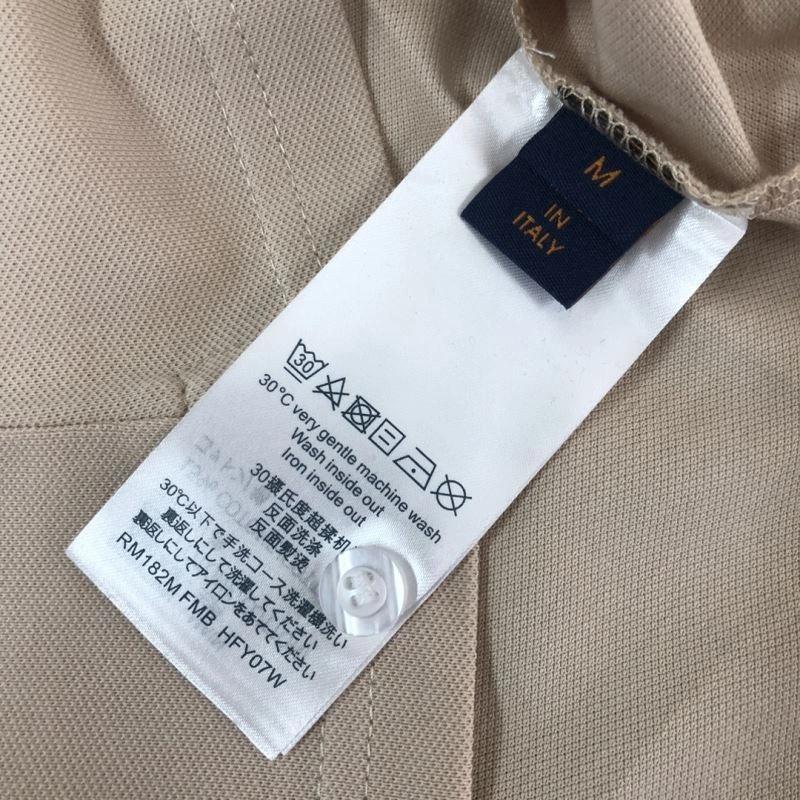 M
IN
ITALY
30
30°C very gentle machine wash
Wash inside out
Iron inside out
30摄氏度超揉机
反面洗涤
反面熨烫
30℃以下で手洗コース洗濯機洗い
裏返しにして洗濯してください
裏返しにしてアイロンをあててください
RM182M FMB HFY07W